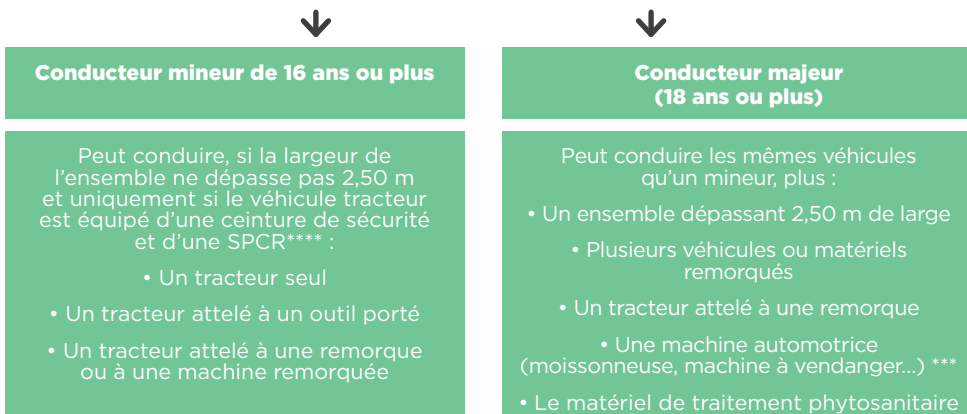 Conducteur mineur de 16 ans ou plus
Peut conduire, si la largeur de
l'ensemble ne dépasse pas 2,50 m
et uniquement si le véhicule tracteur
est équipé d'une ceinture de sécurité
et d'une SPCR**** :
• Un tracteur seul
• Un tracteur attelé à un outil porté
• Un tracteur attelé à une remorque
ou à une machine remorquée
Conducteur majeur
(18 ans ou plus)
Peut conduire les mêmes véhicules
qu'un mineur, plus :
• Un ensemble dépassant 2,50 m de large
• Plusieurs véhicules ou matériels
remorqués
• Un tracteur attelé à une remorque
• Une machine automotrice
(moissonneuse, machine à vendanger...) ***
• Le matériel de traitement phytosanitaire